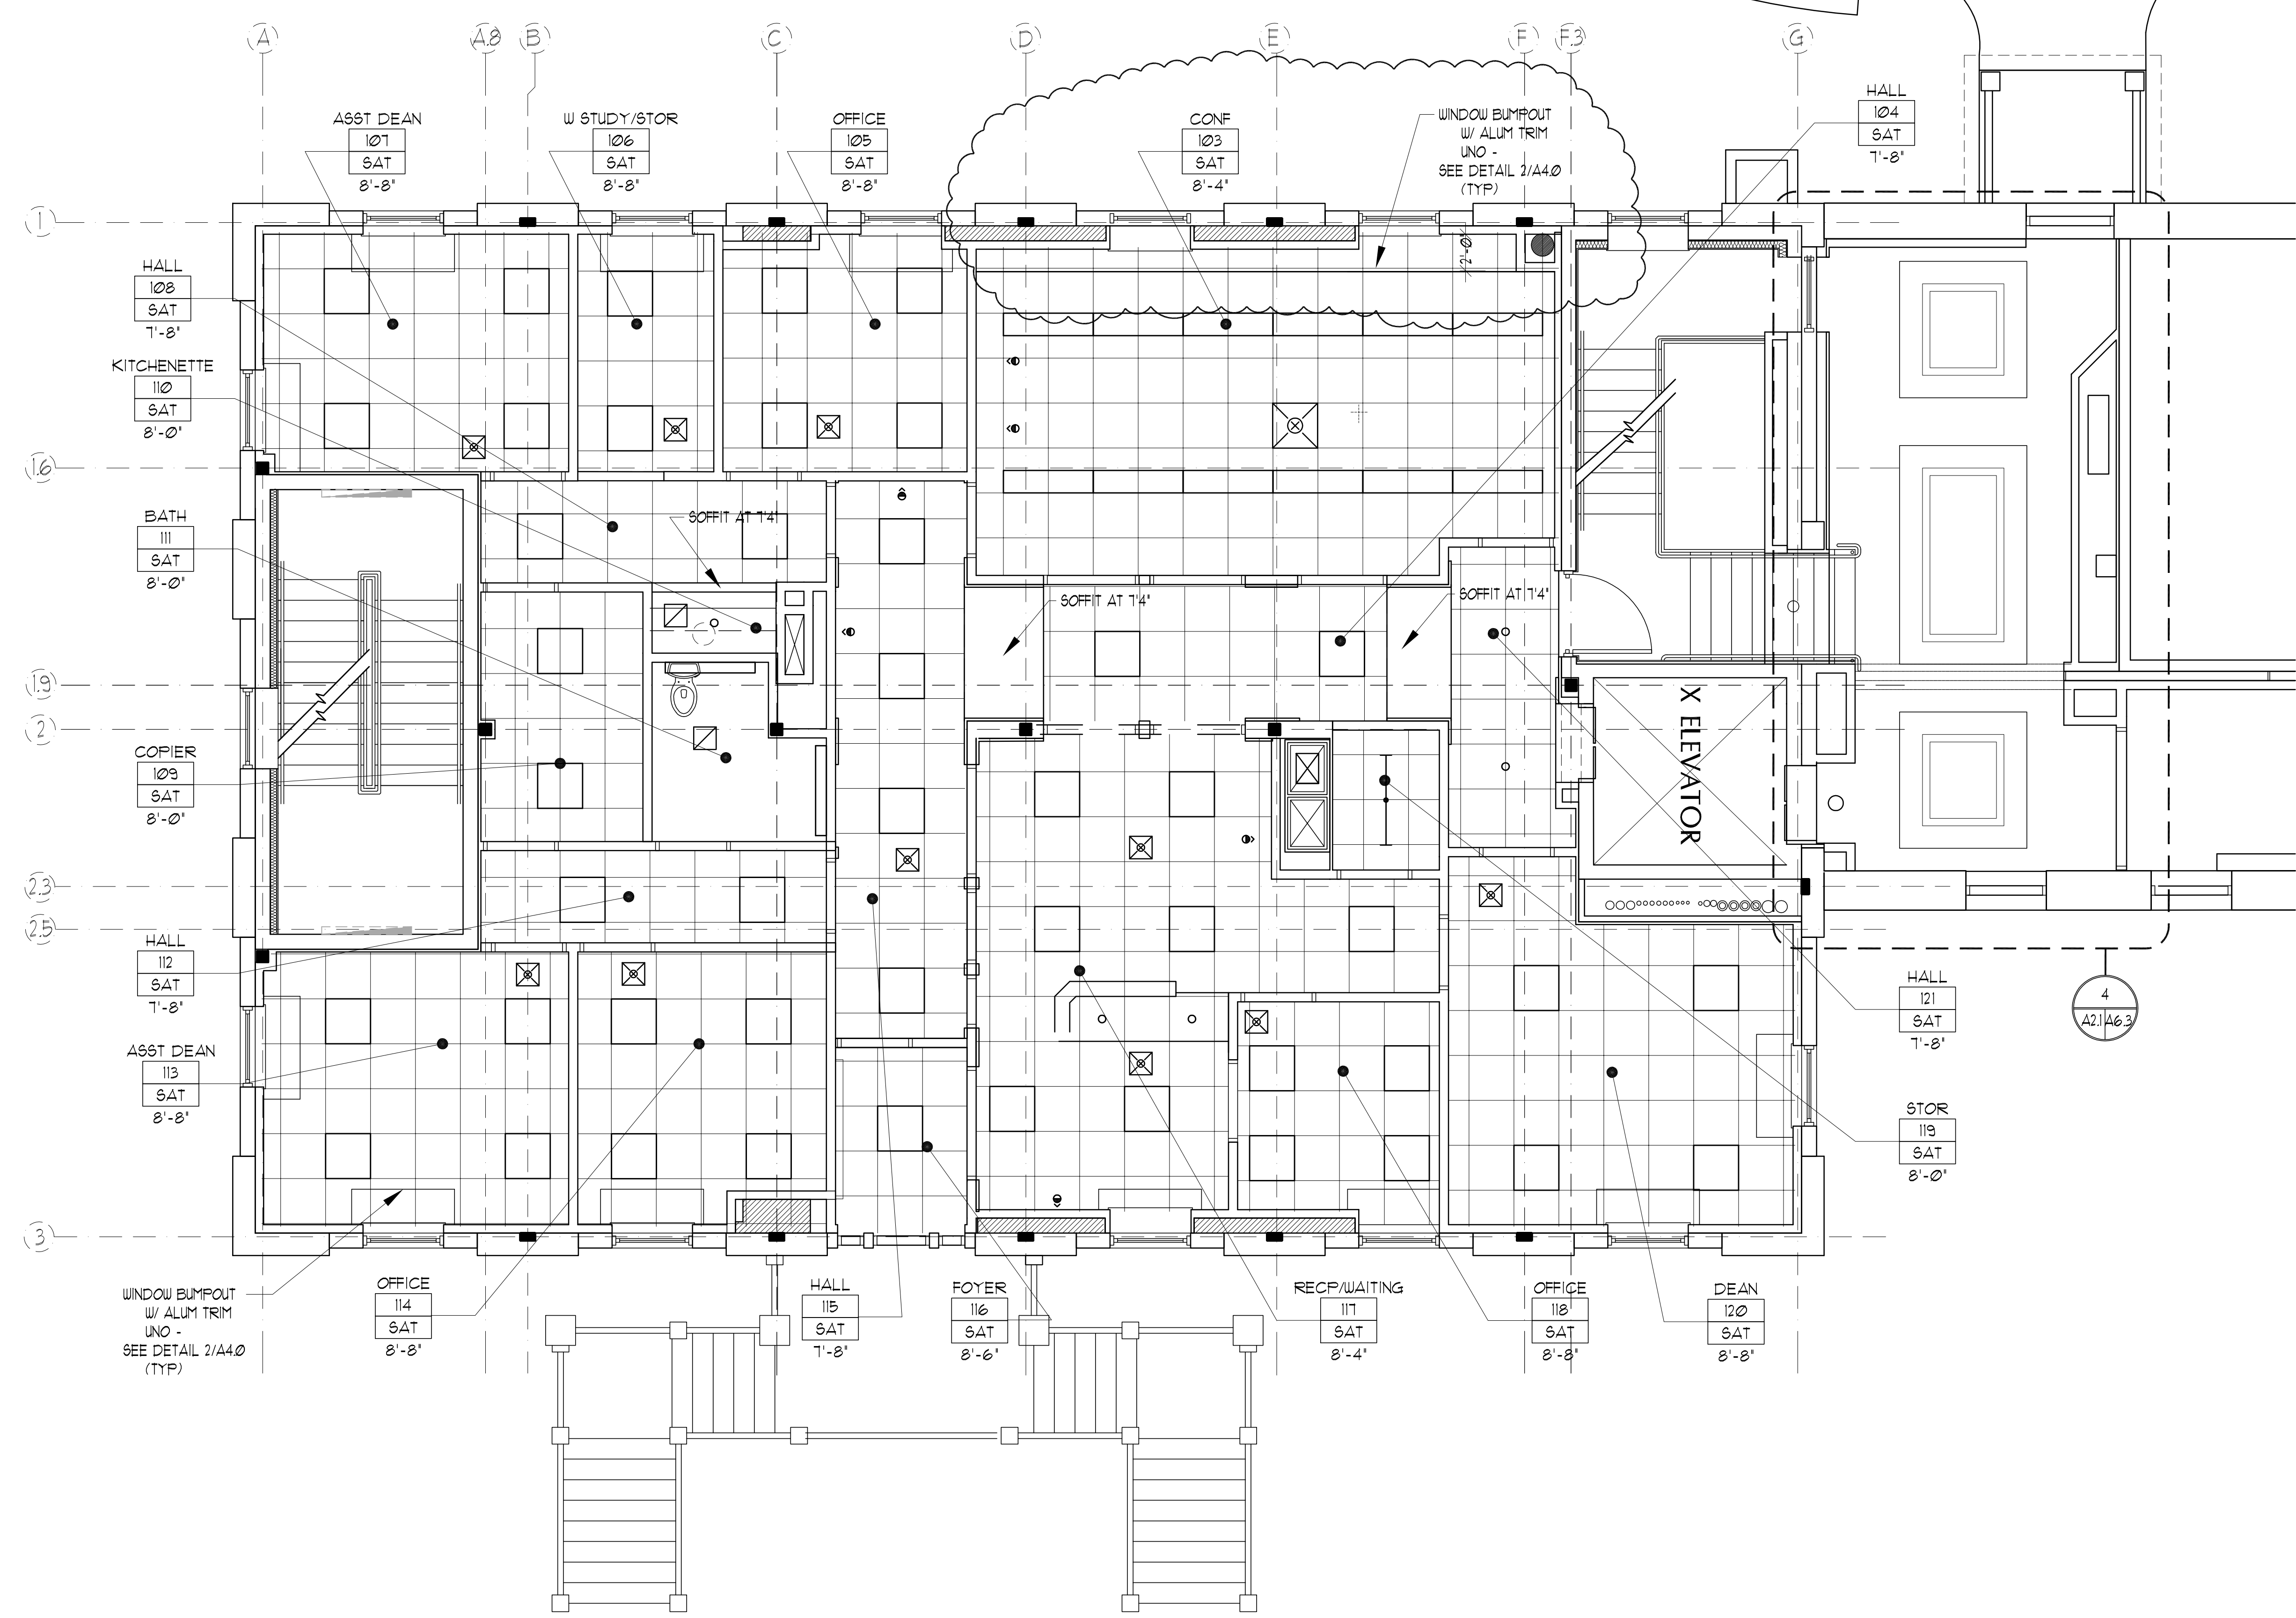 A
A.8
B
C
D
E
F
F.3
G
ASST DEAN
107
SAT
8'-8"
W STUDY/STOR
106
SAT
8'-8"
OFFICE
105
SAT
8'-8"
CONF
103
SAT
8'-4"
WINDOW BUMPOUT
W/ ALUM TRIM
UNO -
SEE DETAIL 2/A4.0
(TYP)
HALL
104
SAT
7'-8"
1
2'-0"
HALL
108
SAT
7'-8"
KITCHENETTE
110
SAT
8'-0"
1.6
BATH
111
SAT
8'-0"
SOFFIT AT 7'4"
SOFFIT AT 7'4"
SOFFIT AT 7'4"
1.9
2
X ELEVATOR
COPIER
109
SAT
8'-0"
2.3
2.5
HALL
112
SAT
7'-8"
HALL
121
SAT
7'-8"
4
A2.1
A6.3
ASST DEAN
113
SAT
8'-8"
STOR
119
SAT
8'-0"
3
WINDOW BUMPOUT
W/ ALUM TRIM
UNO -
SEE DETAIL 2/A4.0
(TYP)
OFFICE
114
SAT
8'-8"
HALL
115
SAT
7'-8"
FOYER
116
SAT
8'-6"
RECP/WAITING
117
SAT
8'-4"
OFFICE
118
SAT
8'-8"
DEAN
120
SAT
8'-8"